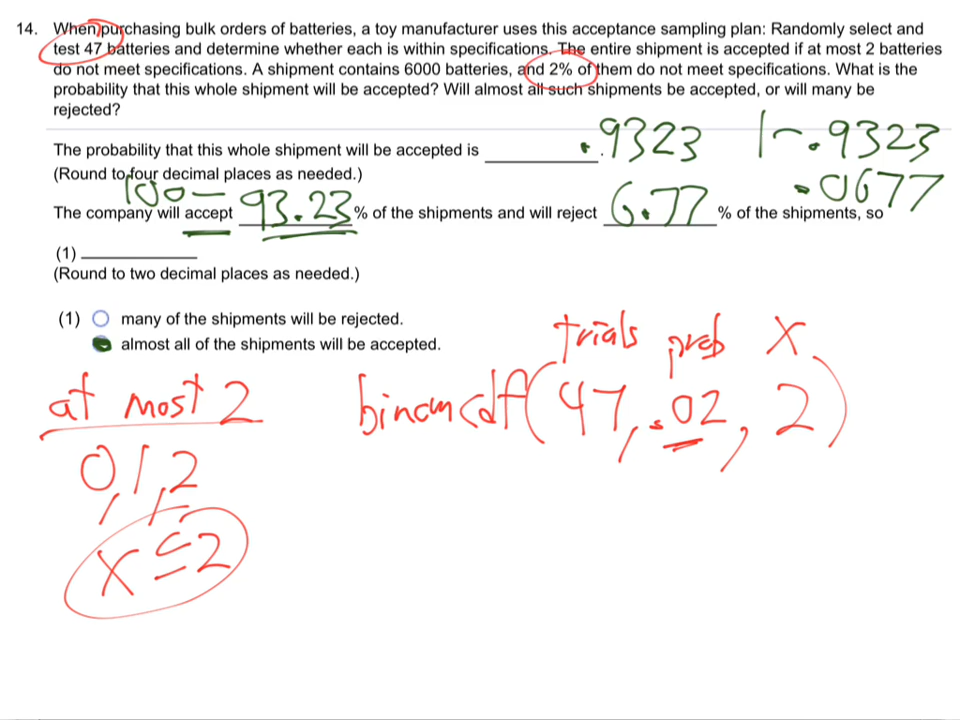 14. When purchasing bulk orders of batteries, a toy manufacturer uses this acceptance sampling plan: Randomly select and
test 47 batteries and determine whether each is within specifications. The entire shipment is accepted if at most 2 batteries
do not meet specifications. A shipment contains 6000 batteries, and 2% of them do not meet specifications. What is the
probability that this whole shipment will be accepted? Will almost all such shipments be accepted, or will many be
rejected?
The probability that this whole shipment will be accepted is .9323. 1-.9323
(Round to four decimal places as needed.) .0677
100-
The company will accept 93.23% of the shipments and will reject 6.77% of the shipments, so
(1)
(Round to two decimal places as needed.)
(1) many of the shipments will be rejected.
almost all of the shipments will be accepted.
trials prob x
at most 2 binomcdf(47, .02, 2)
0, 1, 2
x ≤ 2